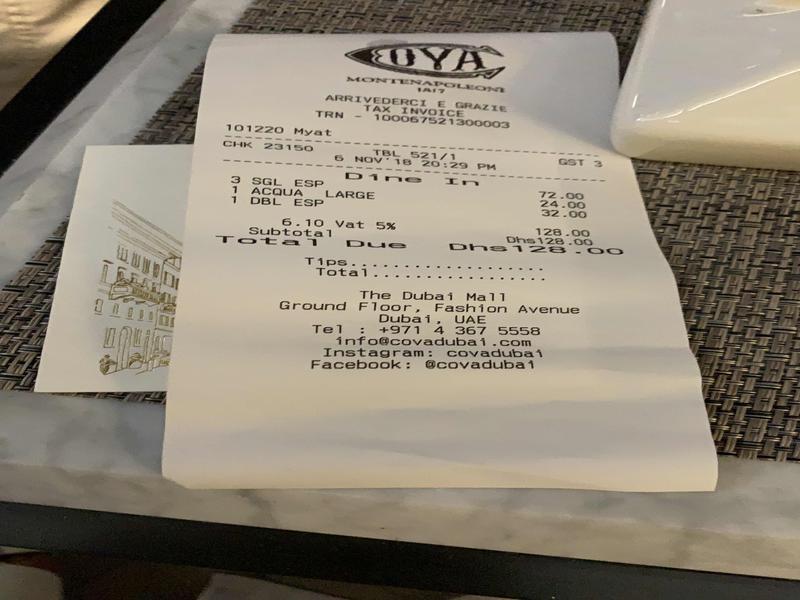 COVA
MONTENAPOLEONE
1817
ARRIVEDERCI E GRAZIE
TAX INVOICE
TRN - 100067521300003
101220 Myat
CHK 23150 TBL 521/1 GST 3
6 NOV'18 20:29 PM
Dine In
3 SGL ESP 72.00
1 ACQUA LARGE 24.00
1 DBL ESP 32.00
6.10 Vat 5% 128.00
Subtotal Dhs128.00
Total Due Dhs128.00
Tips...................
Total.................
The Dubai Mall
Ground Floor, Fashion Avenue
Dubai, UAE
Tel : +971 4 367 5558
info@covadubai.com
Instagram: covadubai
Facebook: @covadubai